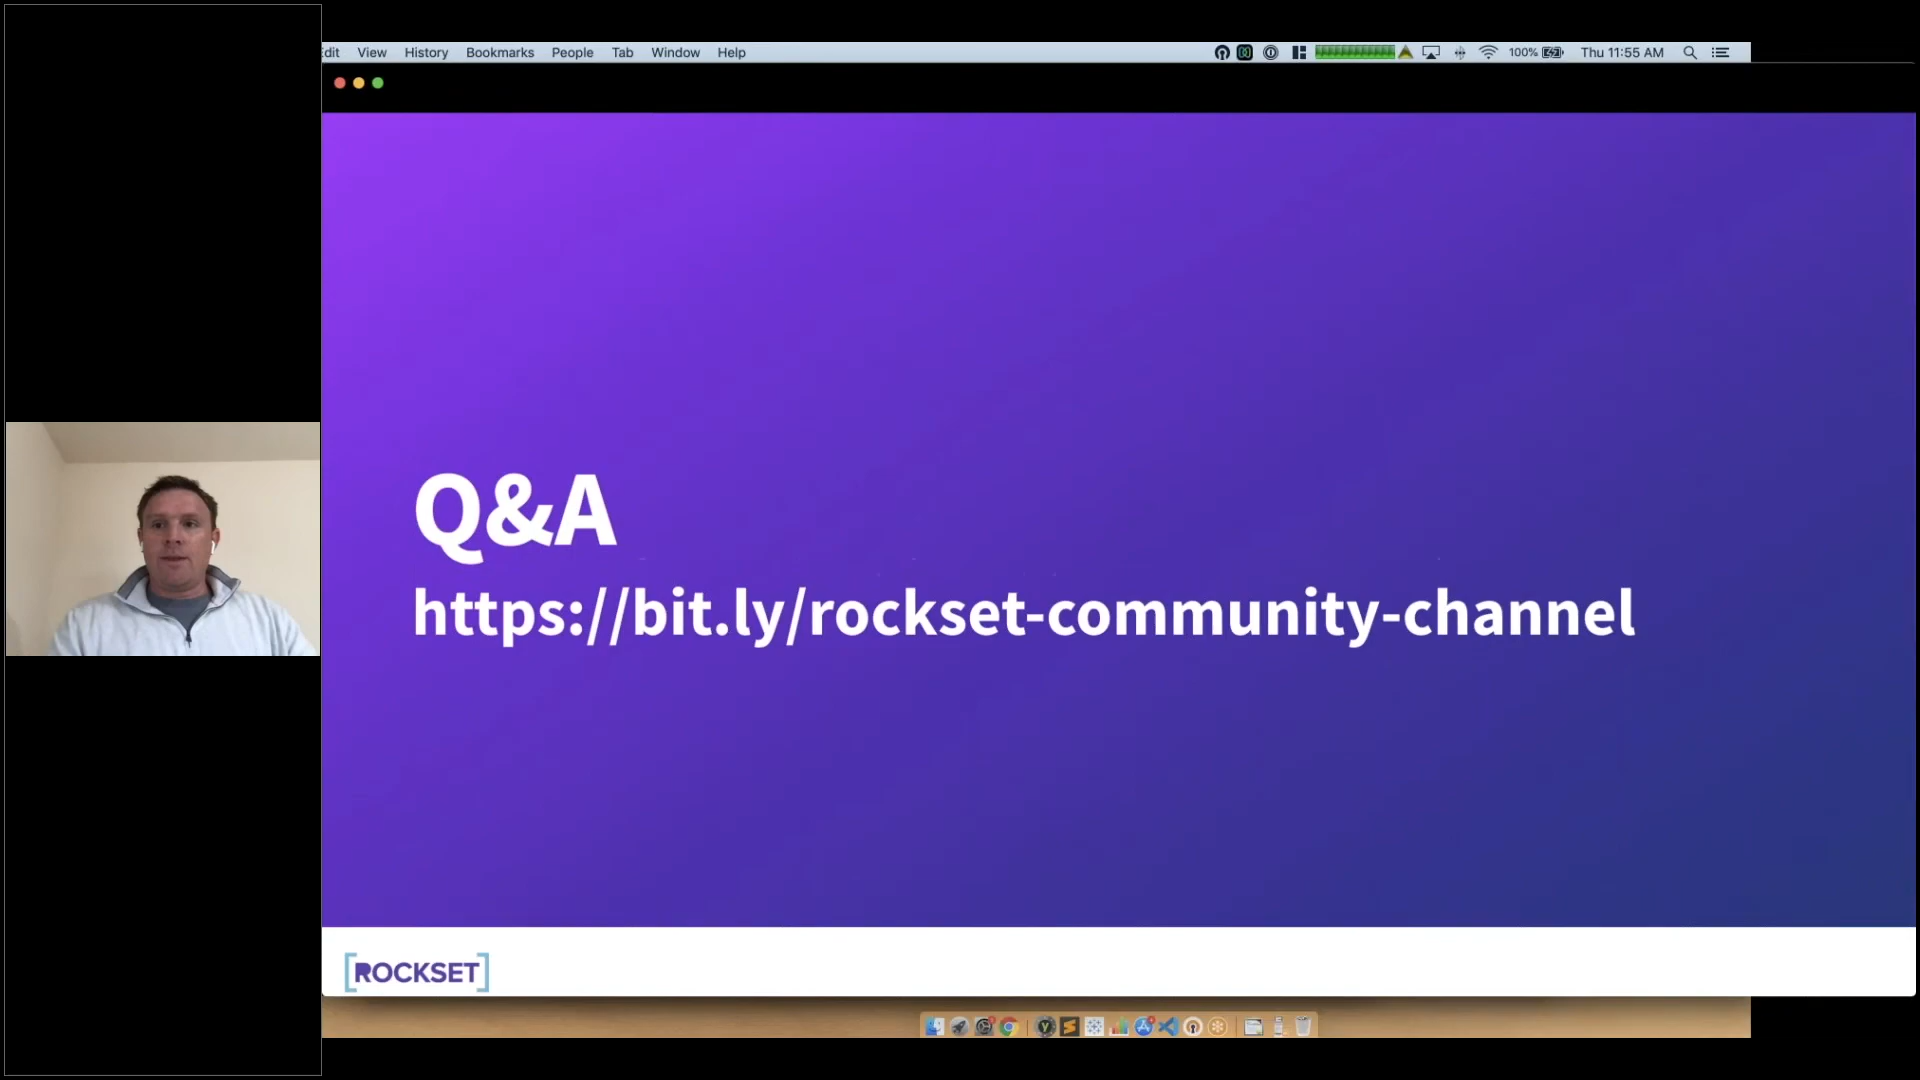 View History Bookmarks People Tab Window Help 100% Thu 11:55 AM
Q&A
https://bit.ly/rockset-community-channel
[ROCKSET]